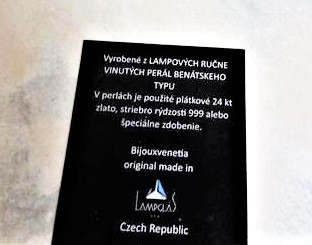 Vyrobené z LAMPOVÝCH RUČNE
VINUTÝCH PERÁL BENÁTSKEHO
TYPU
V perlách je použité plátkové 24 kt
zlato, striebro rýdzosti 999 alebo
špeciálne zdobenie.
Bijouxvenetia
original made in
LAMPGLAS
Czech Republic